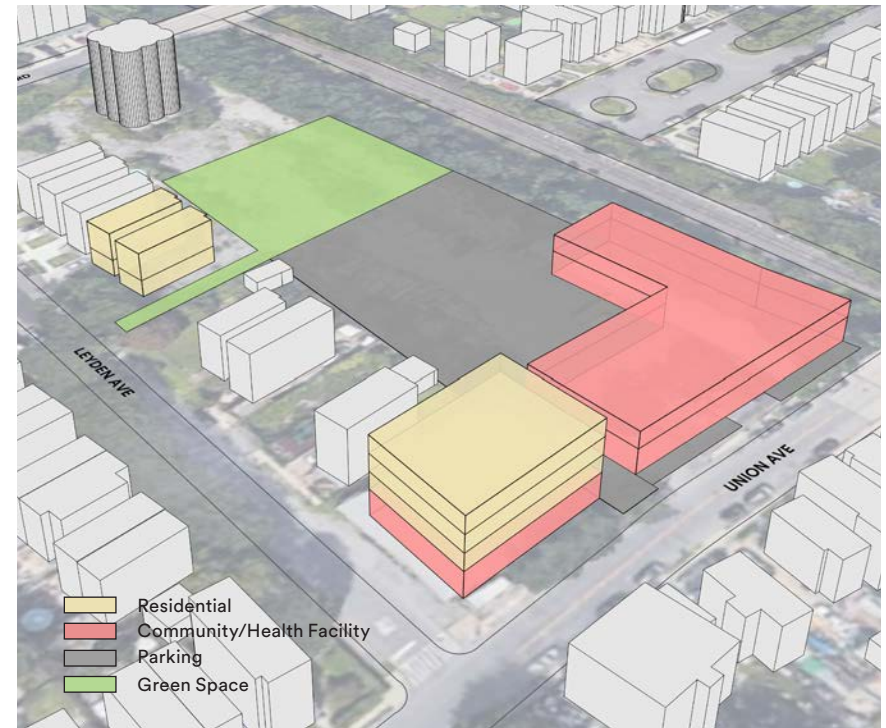 LEYDEN AVE
UNION AVE
Residential
Community/Health Facility
Parking
Green Space